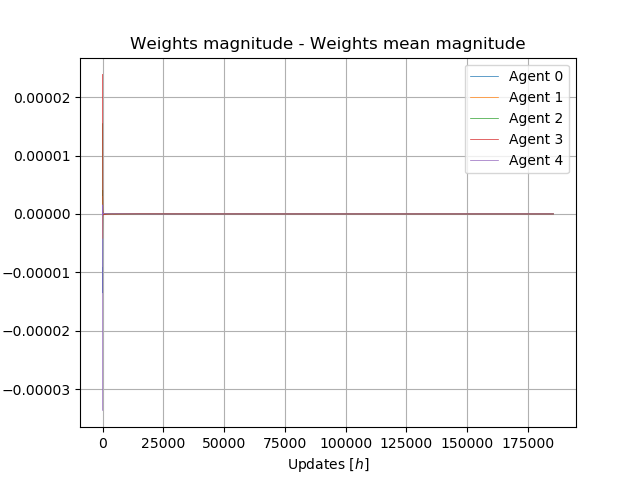 Weights magnitude - Weights mean magnitude
Agent 0
Agent 1
Agent 2
Agent 3
Agent 4
0.00002
0.00001
0.00000
−0.00001
−0.00002
−0.00003
0 25000 50000 75000 100000 125000 150000 175000
Updates [h]